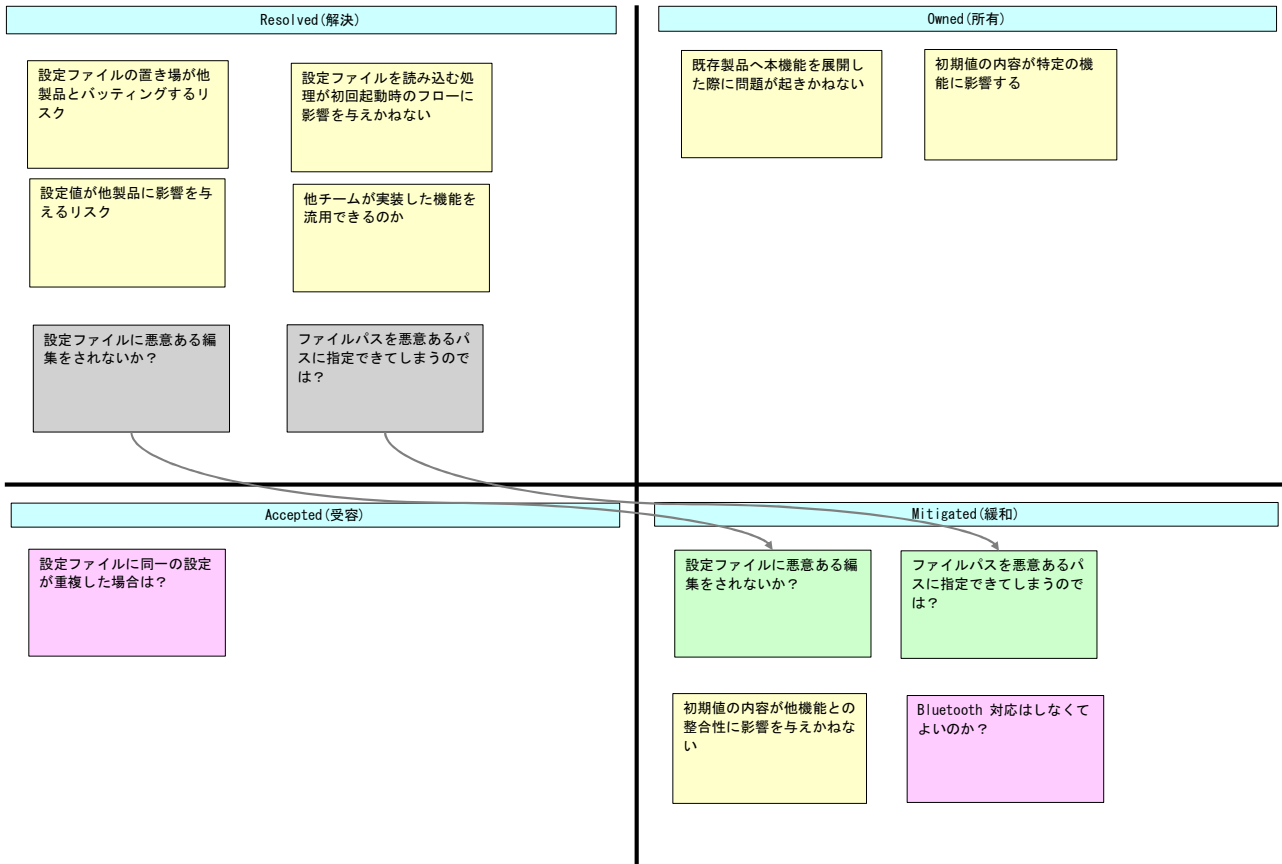 Resolved(解決)
設定ファイルの置き場が他
製品とバッティングするリ
スク
設定ファイルを読み込む処
理が初回起動時のフローに
影響を与えかねない
設定値が他製品に影響を与
えるリスク
他チームが実装した機能を
流用できるのか
設定ファイルに悪意ある編
集をされないか？
ファイルパスを悪意あるパ
スに指定できてしまうので
は？
Owned(所有)
既存製品へ本機能を展開し
た際に問題が起きかねない
初期値の内容が特定の機
能に影響する
Accepted(受容)
設定ファイルに同一の設定
が重複した場合は？
Mitigated(緩和)
設定ファイルに悪意ある編
集をされないか？
ファイルパスを悪意あるパ
スに指定できてしまうので
は？
初期値の内容が他機能との
整合性に影響を与えかねな
い
Bluetooth 対応はしなくて
よいのか？